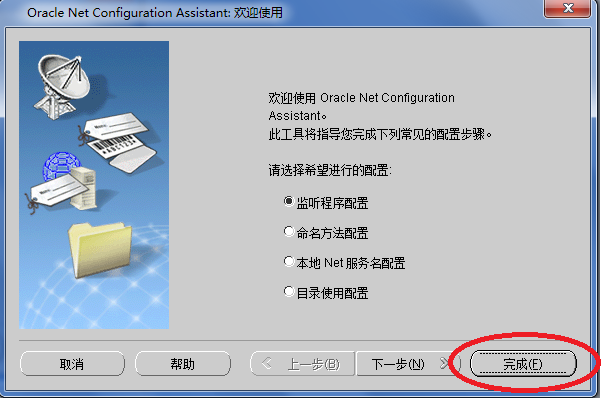 Oracle Net Configuration Assistant: 欢迎使用
欢迎使用 Oracle Net Configuration
Assistant。
此工具将指导您完成下列常见的配置步骤。
请选择希望进行的配置:
监听程序配置
命名方法配置
本地 Net 服务名配置
目录使用配置
取消
帮助
上一步(B)
下一步(N)
完成(F)